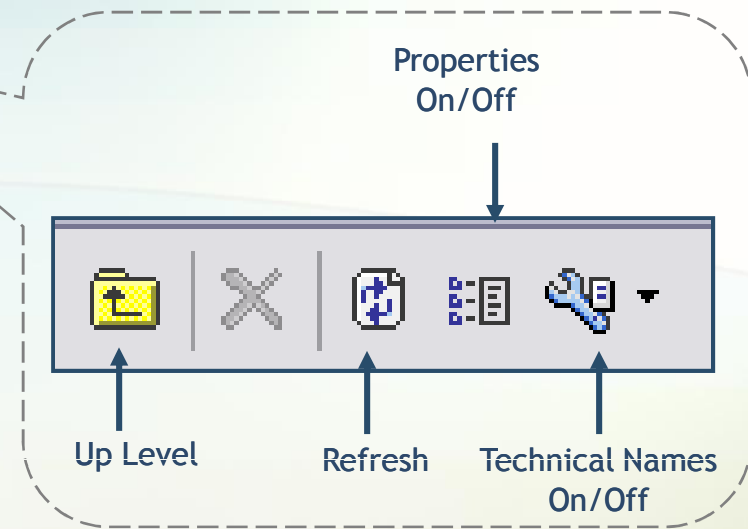 Properties
On/Off
Up Level
Refresh
Technical Names
On/Off